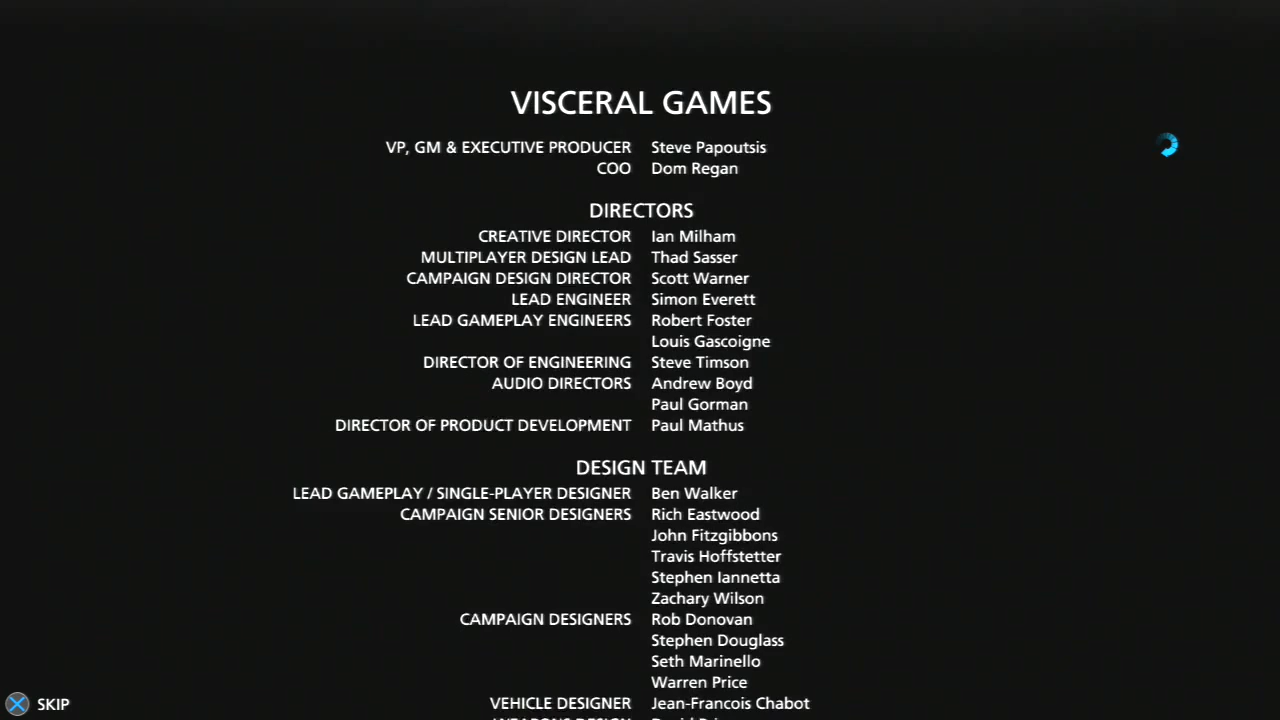 VISCERAL GAMES
VP, GM & EXECUTIVE PRODUCER Steve Papoutsis
COO Dom Regan
DIRECTORS
CREATIVE DIRECTOR Ian Milham
MULTIPLAYER DESIGN LEAD Thad Sasser
CAMPAIGN DESIGN DIRECTOR Scott Warner
LEAD ENGINEER Simon Everett
LEAD GAMEPLAY ENGINEERS Robert Foster
Louis Gascoigne
DIRECTOR OF ENGINEERING Steve Timson
AUDIO DIRECTORS Andrew Boyd
Paul Gorman
DIRECTOR OF PRODUCT DEVELOPMENT Paul Mathus
DESIGN TEAM
LEAD GAMEPLAY / SINGLE-PLAYER DESIGNER Ben Walker
CAMPAIGN SENIOR DESIGNERS Rich Eastwood
John Fitzgibbons
Travis Hoffstetter
Stephen Iannetta
Zachary Wilson
CAMPAIGN DESIGNERS Rob Donovan
Stephen Douglass
Seth Marinello
Warren Price
VEHICLE DESIGNER Jean-Francois Chabot
SKIP